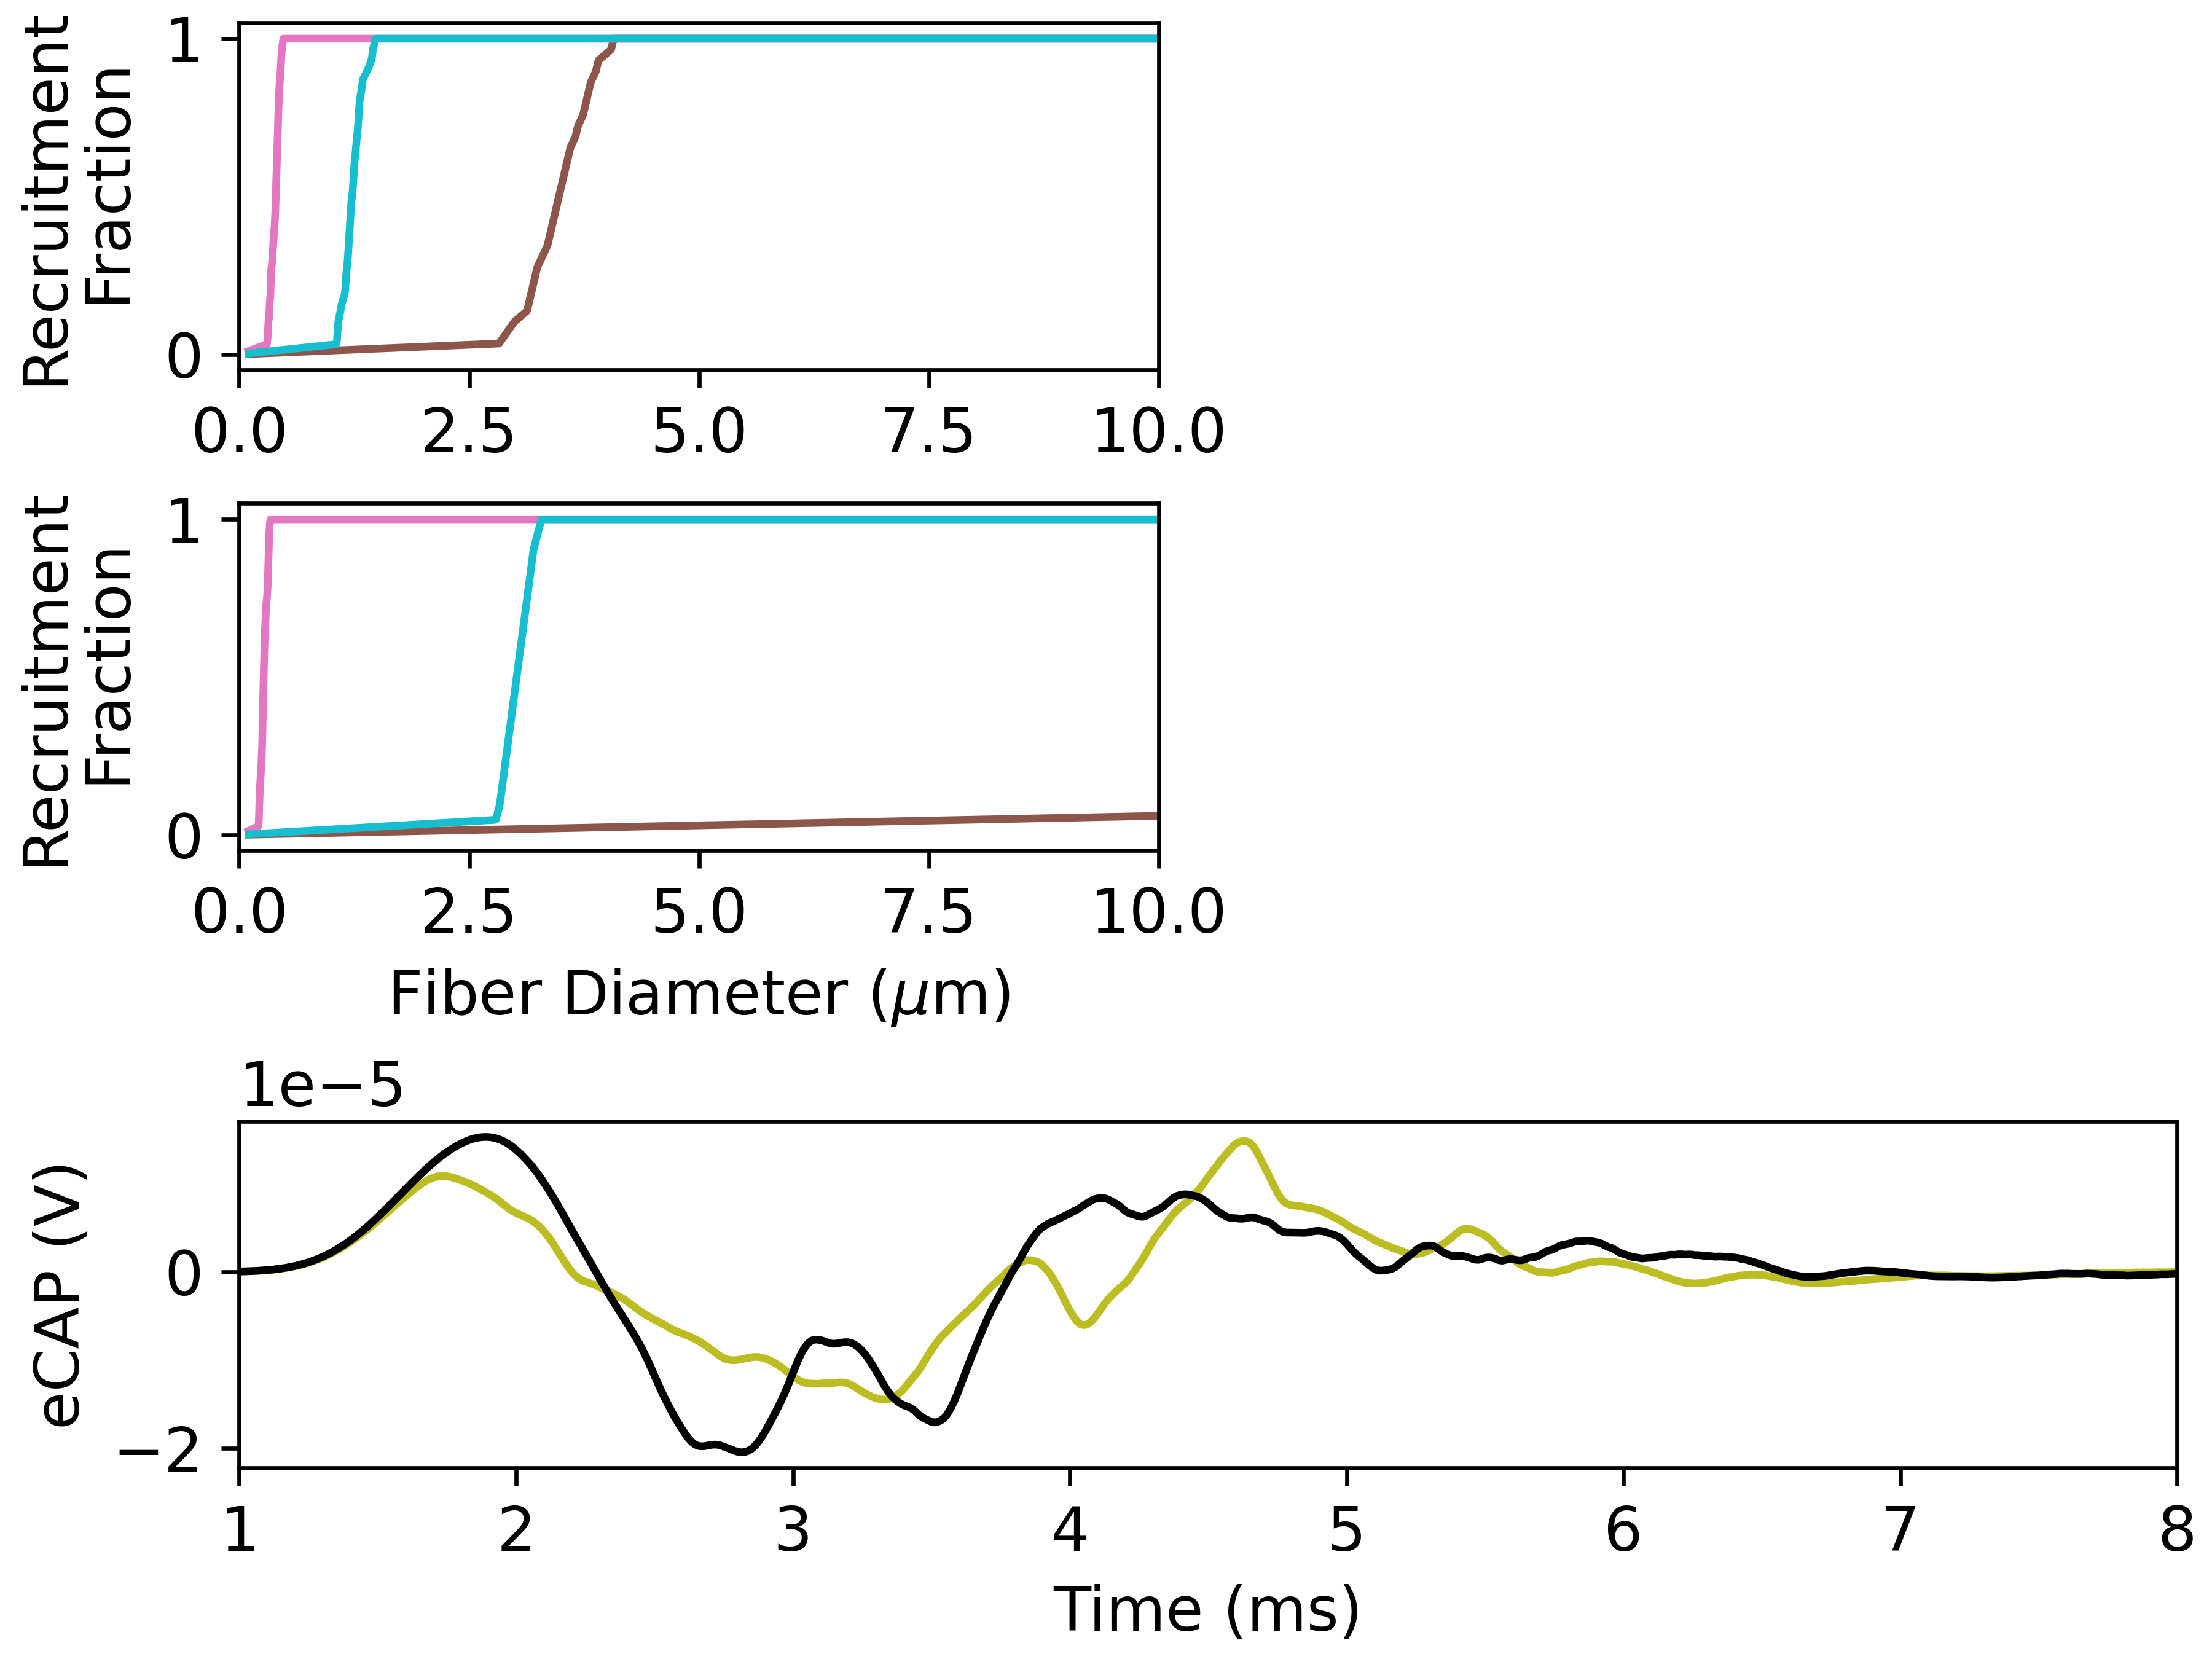 Recruitment
Fraction
1
0
0.0 2.5 5.0 7.5 10.0
Recruitment
Fraction
1
0
0.0 2.5 5.0 7.5 10.0
Fiber Diameter (μm)
1e−5
eCAP (V)
0
−2
1 2 3 4 5 6 7 8
Time (ms)